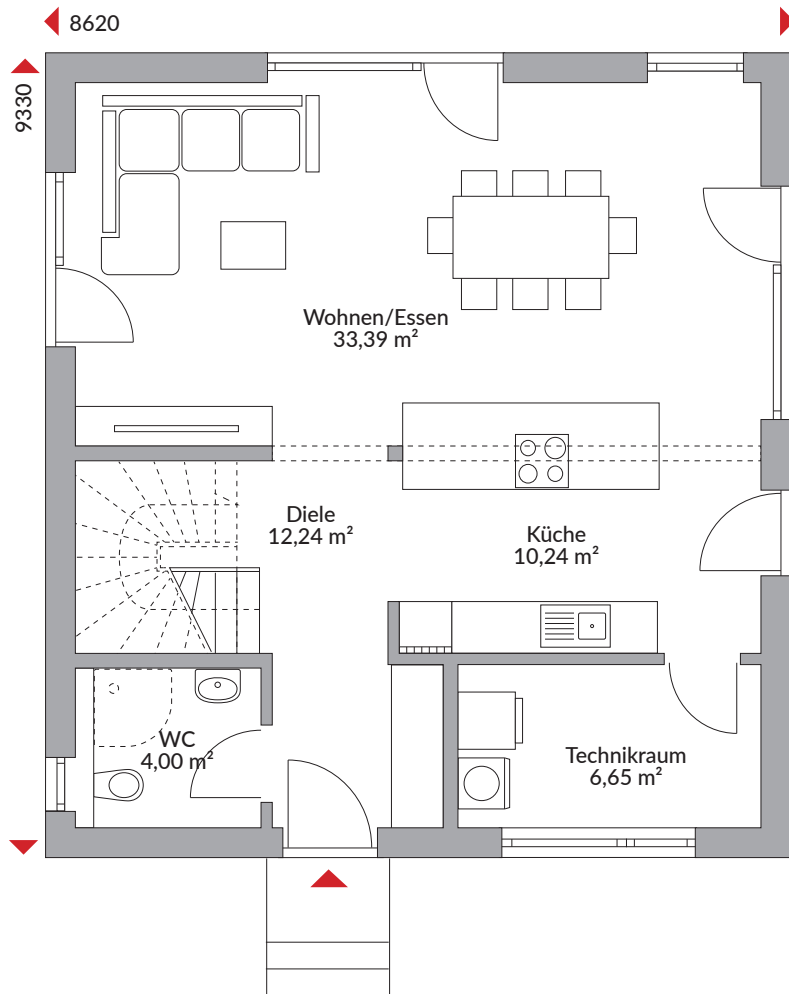 8620
9330
Wohnen/Essen
33,39 m²
Diele
12,24 m²
Küche
10,24 m²
WC
4,00 m²
Technikraum
6,65 m²